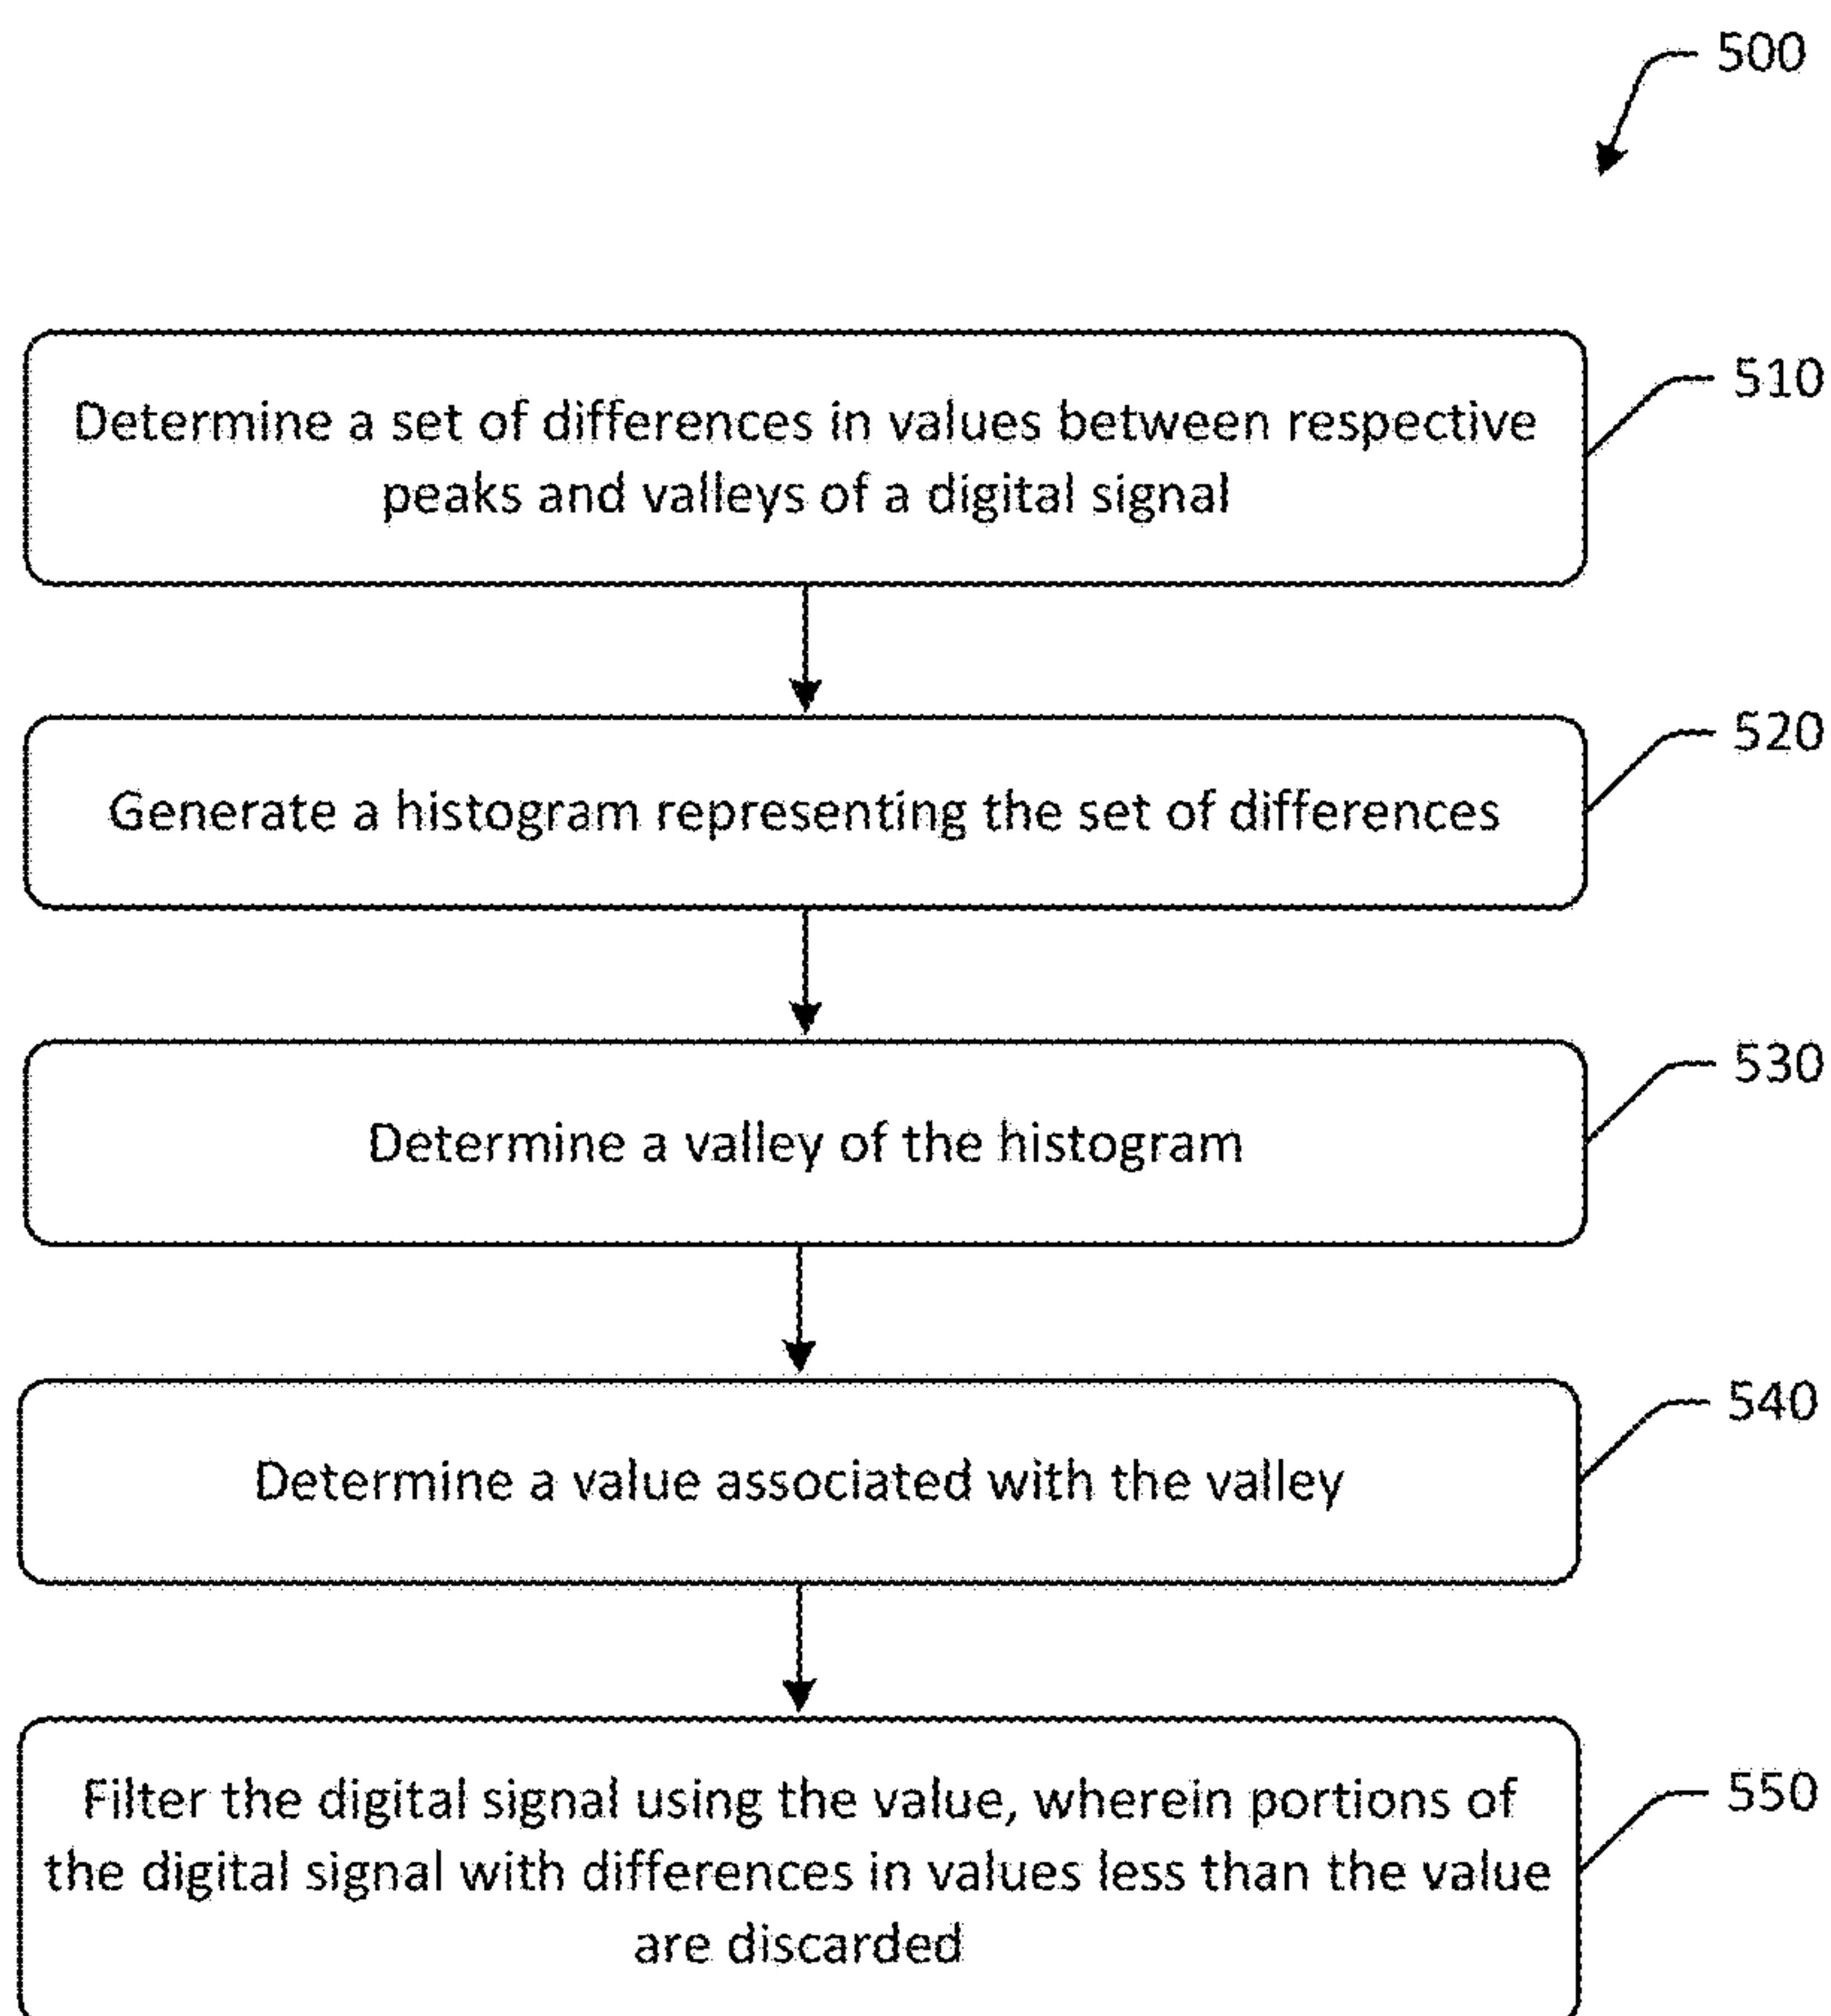 500
510
Determine a set of differences in values between respective
peaks and valleys of a digital signal
520
Generate a histogram representing the set of differences
530
Determine a valley of the histogram
540
Determine a value associated with the valley
550
Filter the digital signal using the value, wherein portions of
the digital signal with differences in values less than the value
are discarded